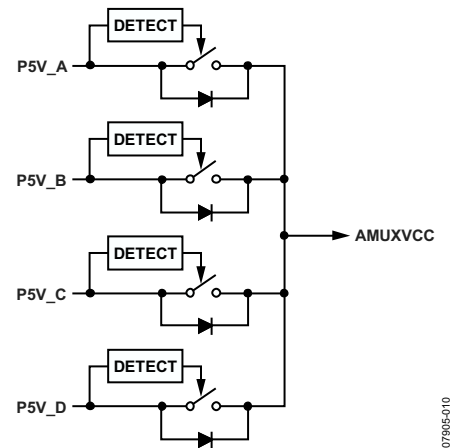 DETECT
P5V_A
DETECT
P5V_B
AMUXVCC
DETECT
P5V_C
DETECT
P5V_D
07905-010